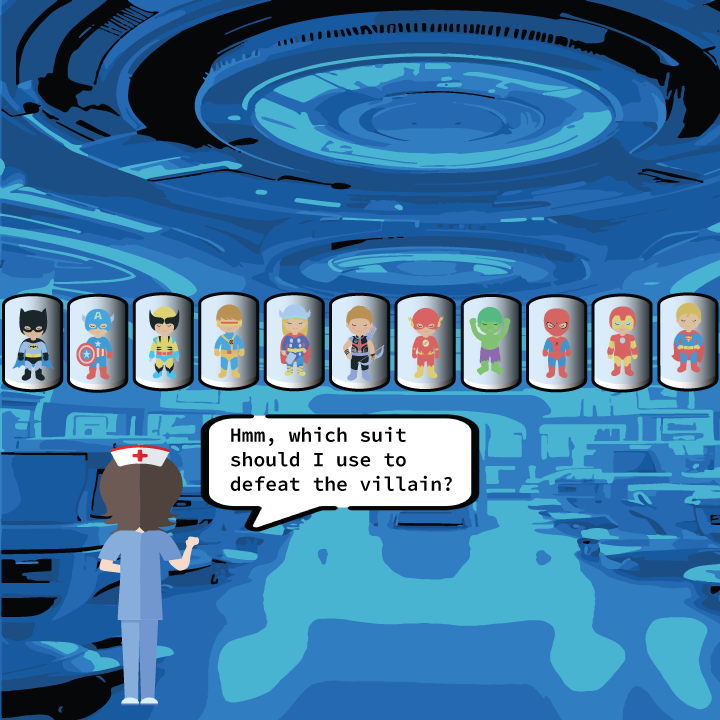 A
Hmm, which suit
should I use to
defeat the villain?